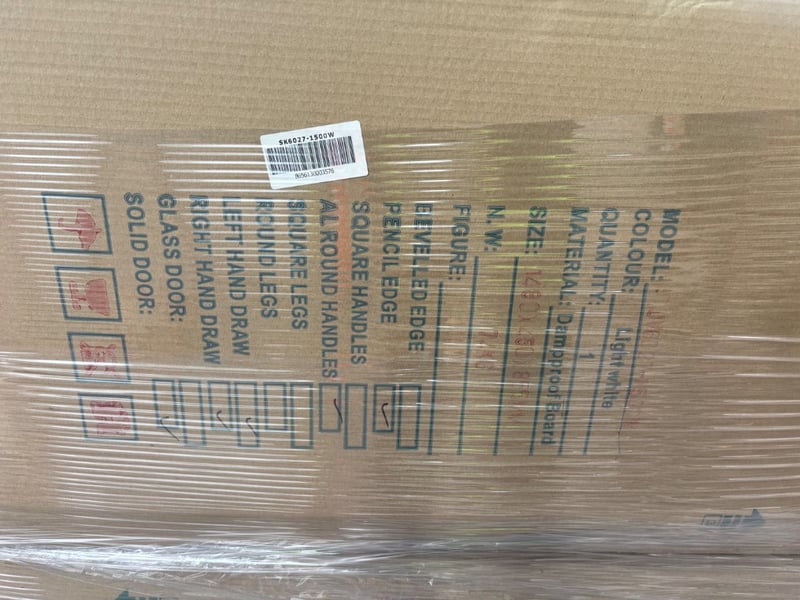 SK6027-1500W
MODEL:
COLOUR: Light white
QUANTITY: 1
MATERIAL: Dampproof Board
SIZE:
N.W:
FIGURE:
BEVELLED EDGE
PENCIL EDGE
SQUARE HANDLES
AL ROUND HANDLES
SQUARE LEGS
ROUND LEGS
LEFT HAND DRAW
RIGHT HAND DRAW
GLASS DOOR:
SOLID DOOR: